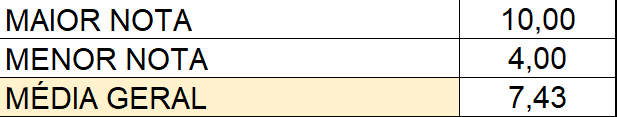 MAIOR NOTA 10,00
MENOR NOTA 4,00
MÉDIA GERAL 7,43